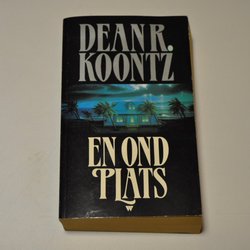 DEAN R.
KOONTZ
EN OND
PLATS
W